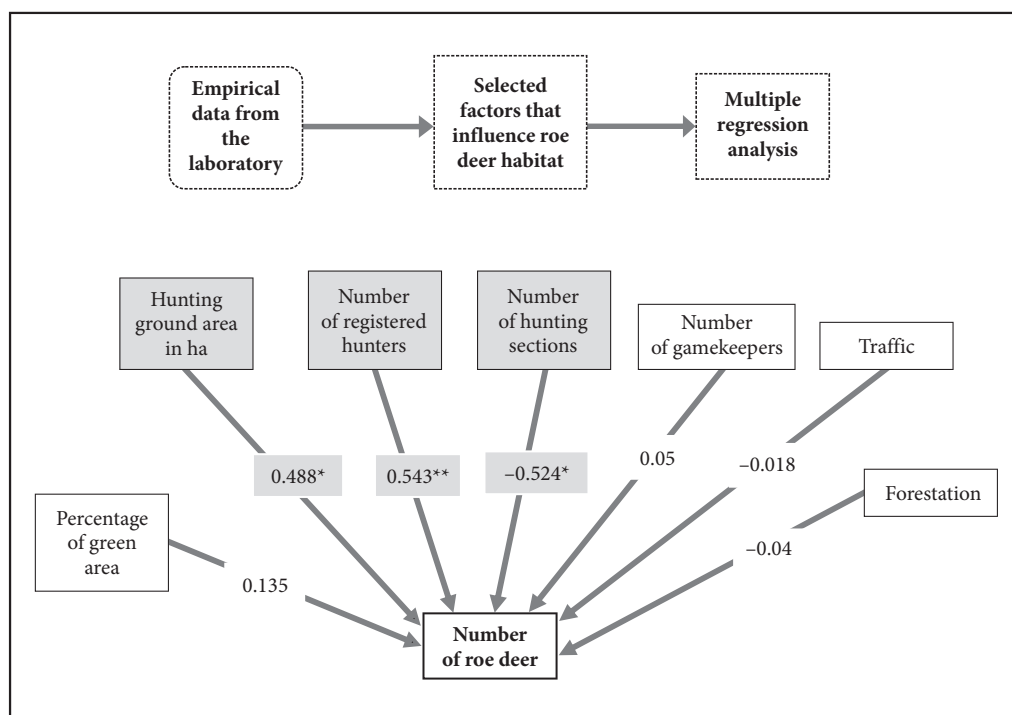 Empirical
data from
the
laboratory
Selected
factors that
influence roe
deer habitat
Multiple
regression
analysis
Hunting
ground area
in ha
Number
of registered
hunters
Number
of hunting
sections
Number
of gamekeepers
Traffic
0.488*
0.543**
–0.524*
0.05
–0.018
Forestation
Percentage
of green
area
–0.04
0.135
Number
of roe deer